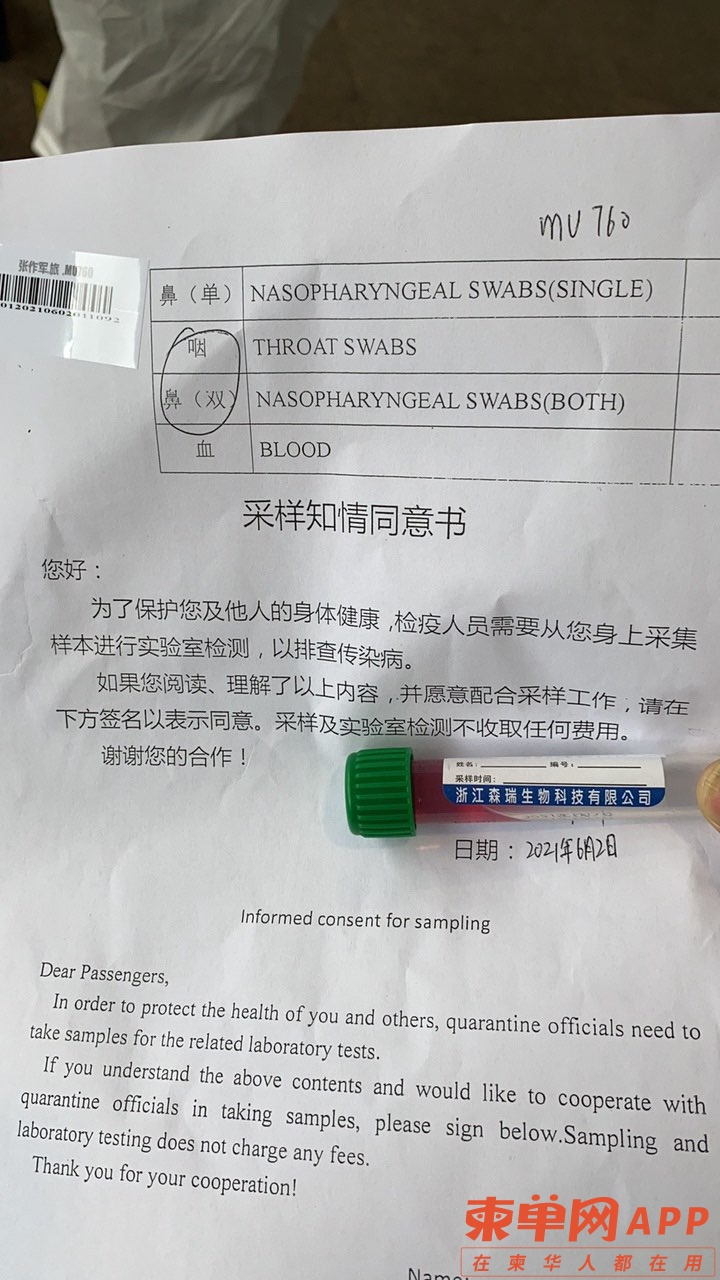 MU 760
张作军.旅 .MU760
鼻（单） NASOPHARYNGEAL SWABS(SINGLE)
咽 THROAT SWABS
鼻（双） NASOPHARYNGEAL SWABS(BOTH)
血 BLOOD
采样知情同意书
您好：
为了保护您及他人的身体健康,检疫人员需要从您身上采集
样本进行实验室检测，以排查传染病。
如果您阅读、理解了以上内容，并愿意配合采样工作，请在
下方签名以表示同意。采样及实验室检测不收取任何费用。
谢谢您的合作！
姓名： 编号：
采样时间：
浙江森瑞生物科技有限公司
日期：2021年6月2日
Informed consent for sampling
Dear Passengers,
In order to protect the health of you and others, quarantine officials need to
take samples for the related laboratory tests.
If you understand the above contents and would like to cooperate with
quarantine officials in taking samples, please sign below.Sampling and
laboratory testing does not charge any fees.
Thank you for your cooperation!
Name:
柬单网APP
在柬华人都在用